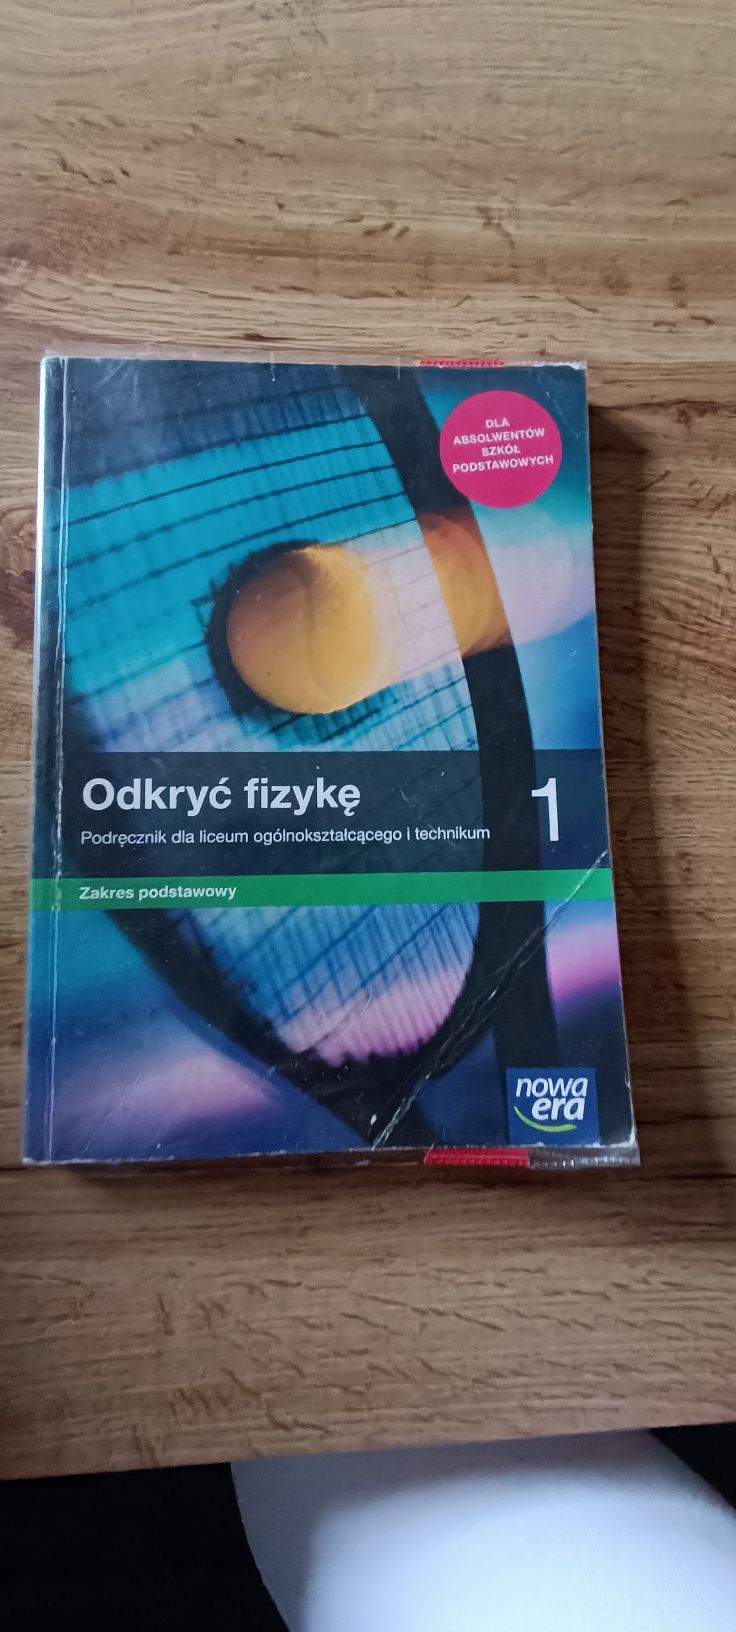 DLA
ABSOLWENTÓW
SZKÓŁ
PODSTAWOWYCH
Odkryć fizykę
1
Podręcznik dla liceum ogólnokształcącego i technikum
Zakres podstawowy
nowa
era